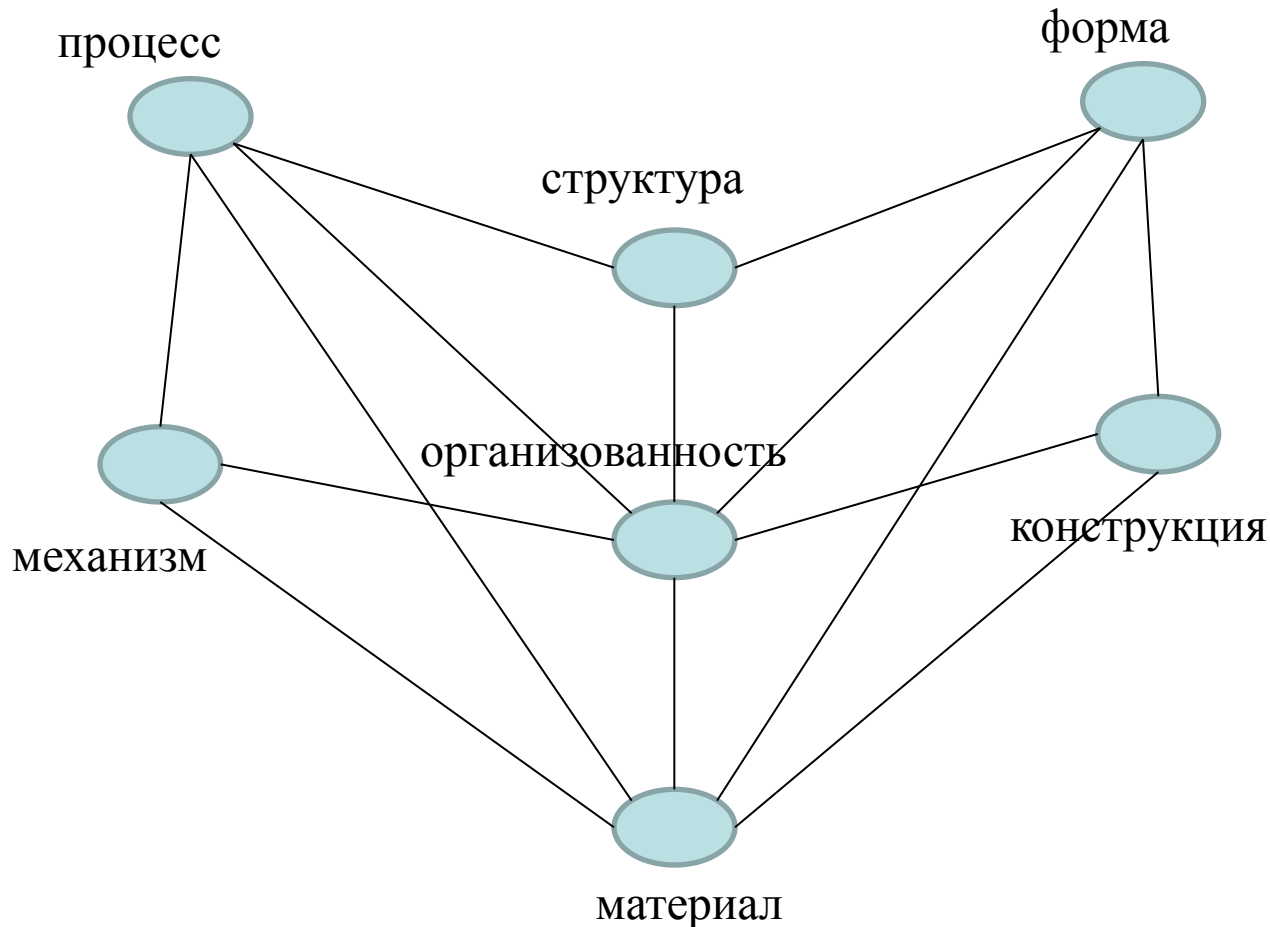 процесс
форма
структура
организованность
механизм
конструкция
материал